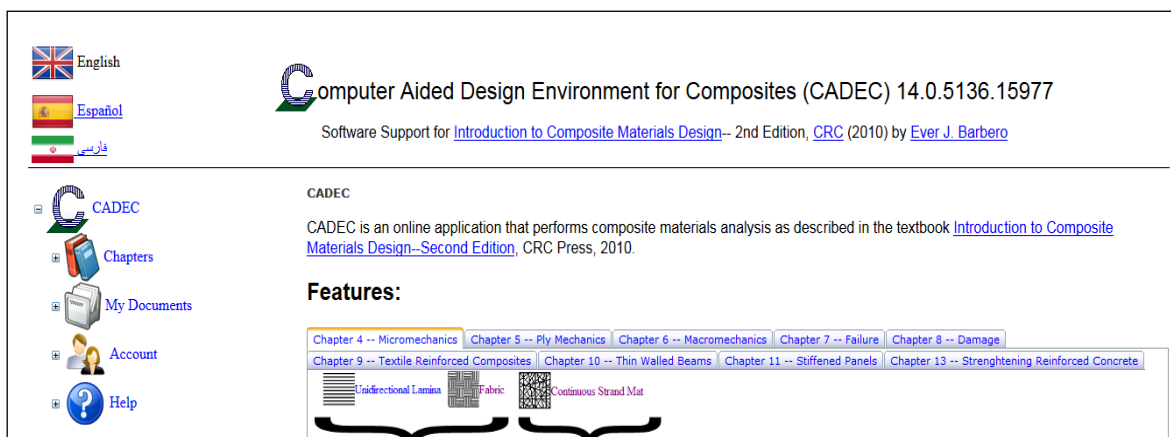 English
Español
فارسی
Computer Aided Design Environment for Composites (CADEC) 14.0.5136.15977
Software Support for Introduction to Composite Materials Design-- 2nd Edition, CRC (2010) by Ever J. Barbero
CADEC
Chapters
My Documents
Account
Help
CADEC
CADEC is an online application that performs composite materials analysis as described in the textbook Introduction to Composite
Materials Design--Second Edition, CRC Press, 2010.
Features:
Chapter 4 -- Micromechanics Chapter 5 -- Ply Mechanics Chapter 6 -- Macromechanics Chapter 7 -- Failure Chapter 8 -- Damage
Chapter 9 -- Textile Reinforced Composites Chapter 10 -- Thin Walled Beams Chapter 11 -- Stiffened Panels Chapter 13 -- Strenghtening Reinforced Concrete
Unidirectional Lamina Fabric Continuous Strand Mat